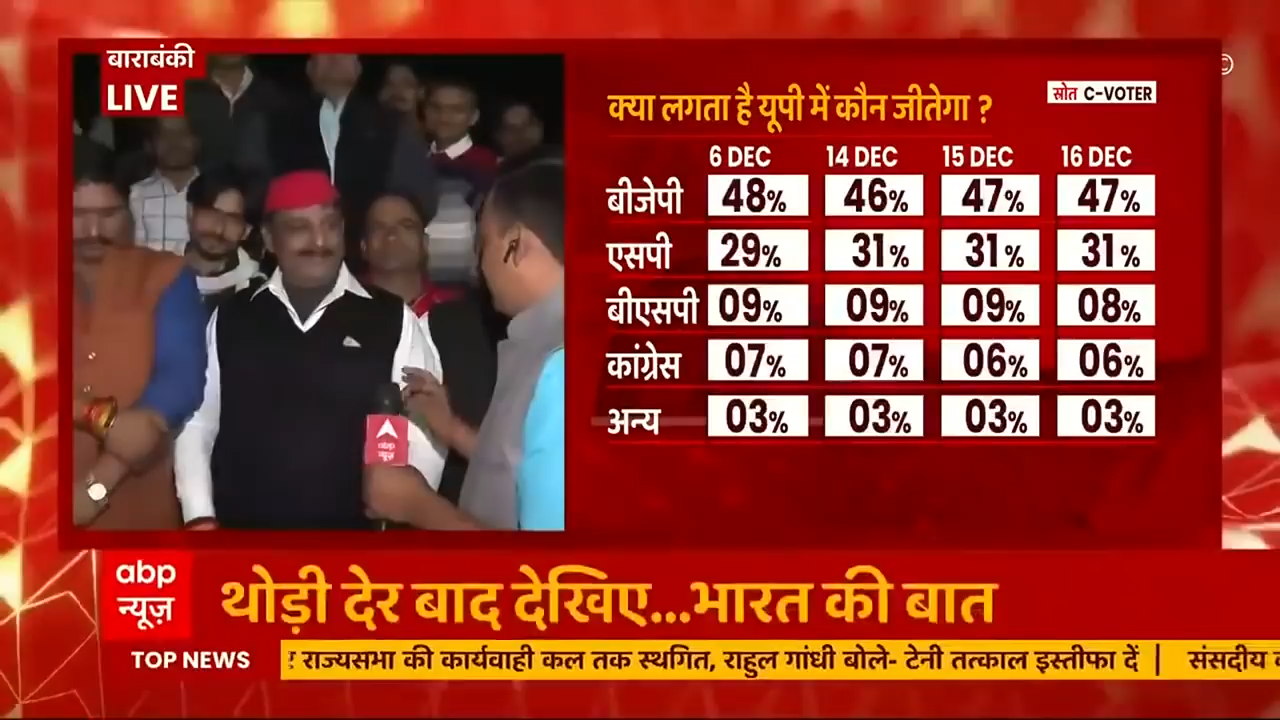 बाराबंकी
LIVE
©
क्या लगता है यूपी में कौन जीतेगा ?
स्रोत C-VOTER
6 DEC 14 DEC 15 DEC 16 DEC
बीजेपी 48% 46% 47% 47%
एसपी 29% 31% 31% 31%
बीएसपी 09% 09% 09% 08%
कांग्रेस 07% 07% 06% 06%
अन्य 03% 03% 03% 03%
abp
न्यूज़
abp
न्यूज़
थोड़ी देर बाद देखिए...भारत की बात
TOP NEWS
राज्यसभा की कार्यवाही कल तक स्थगित, राहुल गांधी बोले- टेनी तत्काल इस्तीफा दें | संसदीय